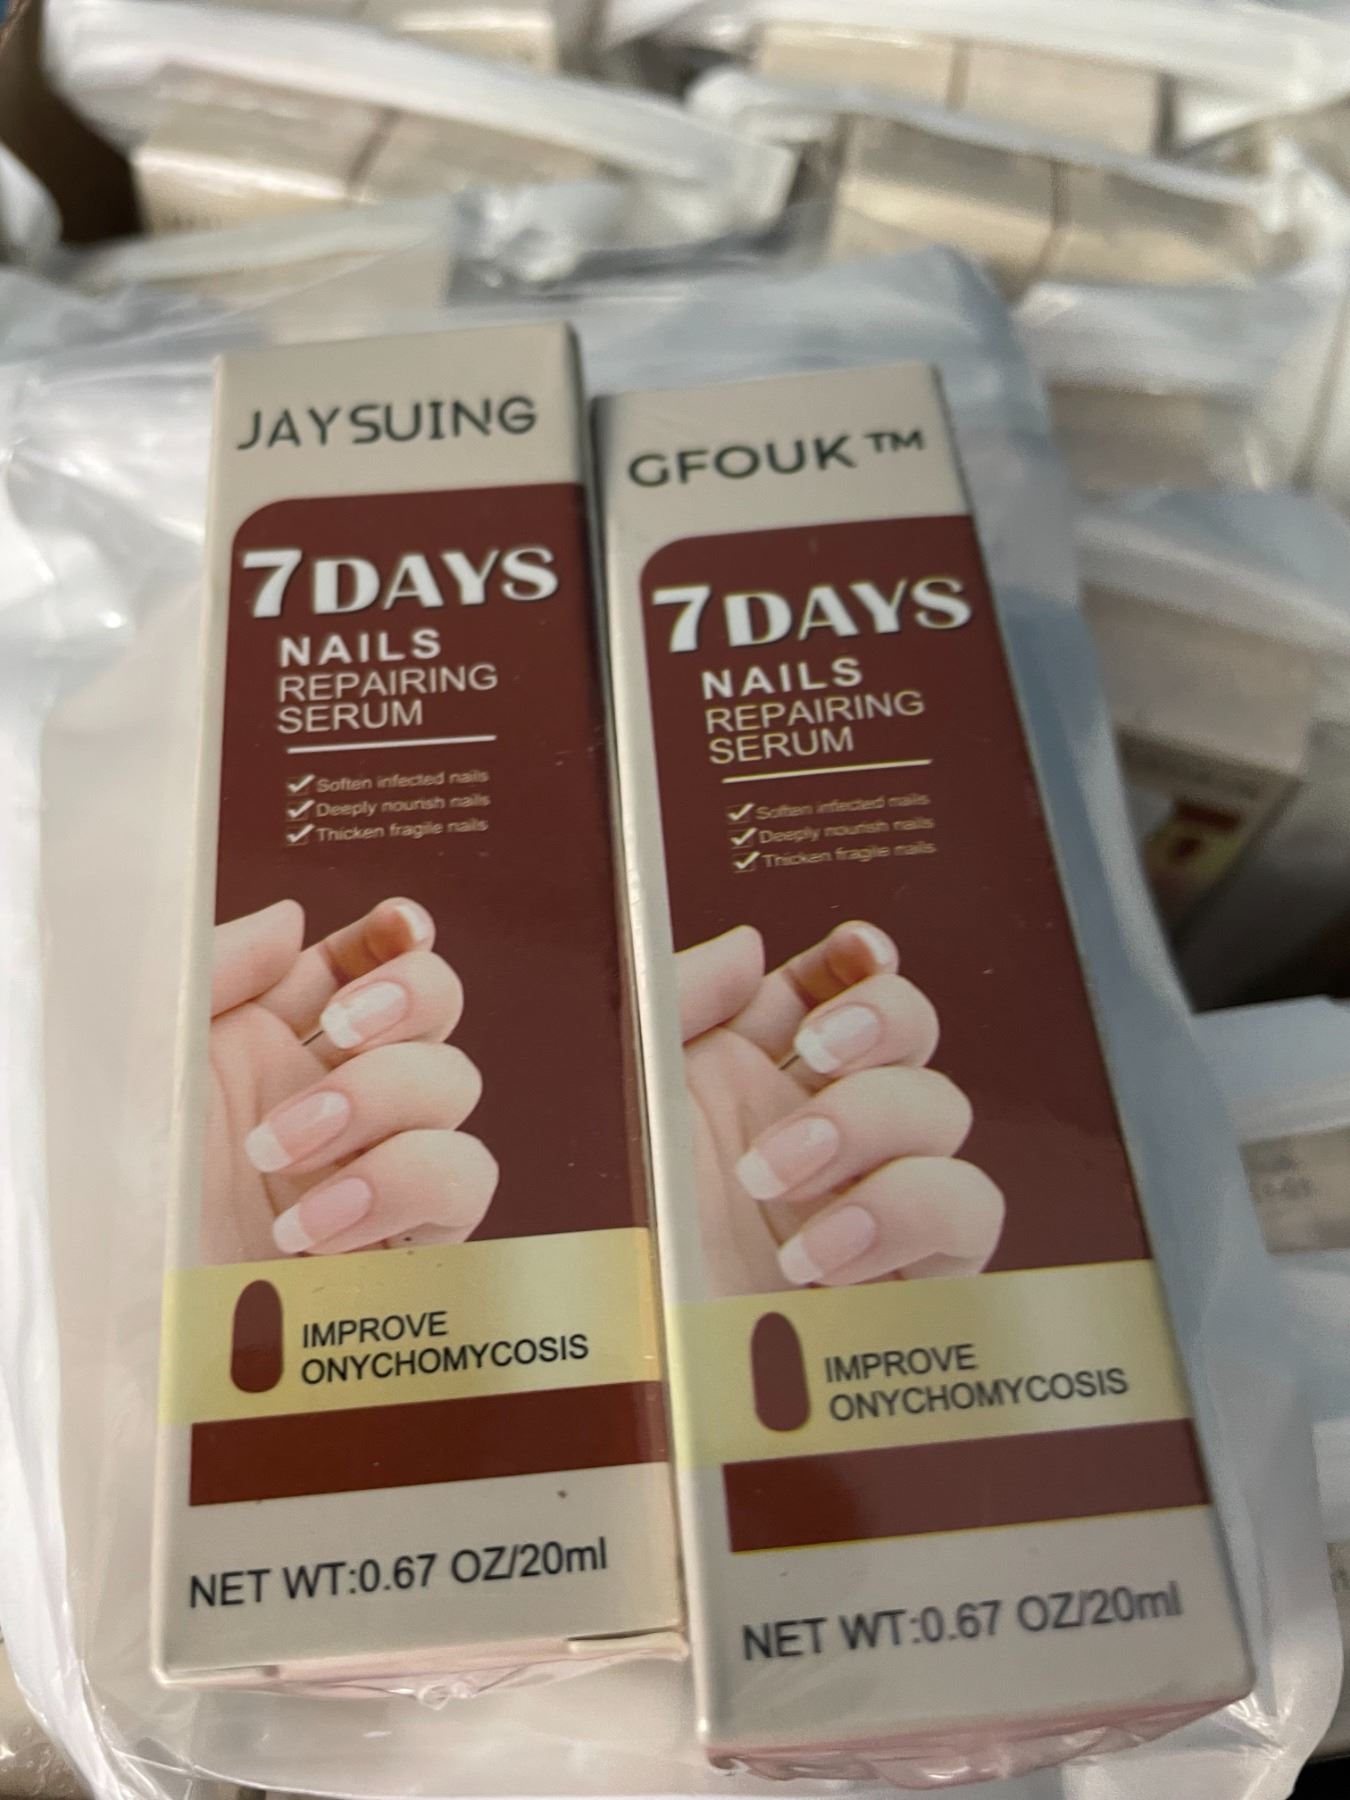 JAYSUING
7DAYS
NAILS
REPAIRING
SERUM
Soften infected nails
Deeply nourish nails
Thicken fragile nails
IMPROVE
ONYCHOMYCOSIS
NET WT:0.67 OZ/20ml
GFOUK™
7DAYS
NAILS
REPAIRING
SERUM
Soften infected nails
Deeply nourish nails
Thicken fragile nails
IMPROVE
ONYCHOMYCOSIS
NET WT:0.67 OZ/20ml